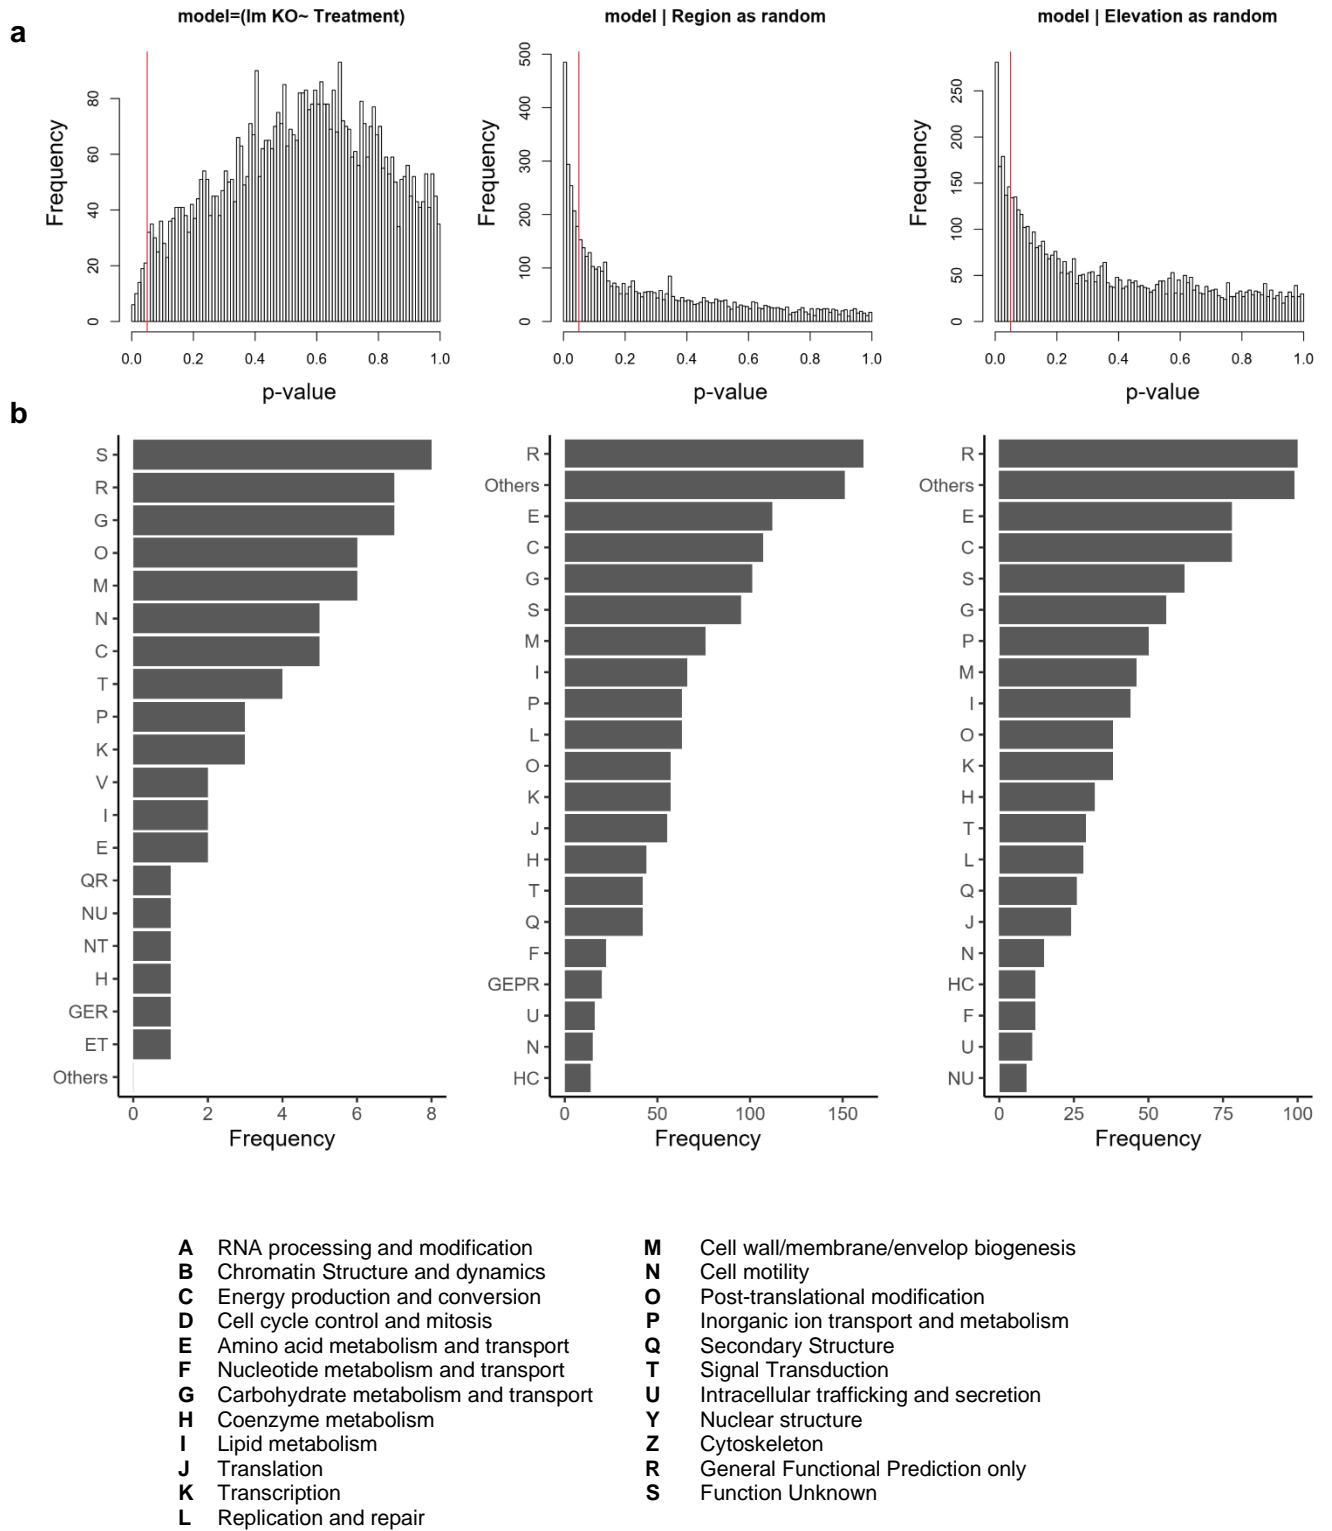 a
model=(lm KO~ Treatment)
model | Region as random
model | Elevation as random
Frequency
0
20
40
60
80
0.0 0.2 0.4 0.6 0.8 1.0
p-value
Frequency
0
100
200
300
400
500
0.0 0.2 0.4 0.6 0.8 1.0
p-value
Frequency
0
50
100
150
200
250
0.0 0.2 0.4 0.6 0.8 1.0
p-value
b
S
R
G
O
M
N
C
T
P
K
V
I
E
QR
NU
NT
H
GER
ET
Others
0 2 4 6 8
Frequency
R
Others
E
C
G
S
M
I
P
L
O
K
J
H
T
Q
F
GEPR
U
N
HC
0 50 100 150
Frequency
R
Others
E
C
S
G
P
M
I
O
K
H
T
L
Q
J
N
HC
F
U
NU
0 25 50 75 100
Frequency
A RNA processing and modification
B Chromatin Structure and dynamics
C Energy production and conversion
D Cell cycle control and mitosis
E Amino acid metabolism and transport
F Nucleotide metabolism and transport
G Carbohydrate metabolism and transport
H Coenzyme metabolism
I Lipid metabolism
J Translation
K Transcription
L Replication and repair
M Cell wall/membrane/envelop biogenesis
N Cell motility
O Post-translational modification
P Inorganic ion transport and metabolism
Q Secondary Structure
T Signal Transduction
U Intracellular trafficking and secretion
Y Nuclear structure
Z Cytoskeleton
R General Functional Prediction only
S Function Unknown